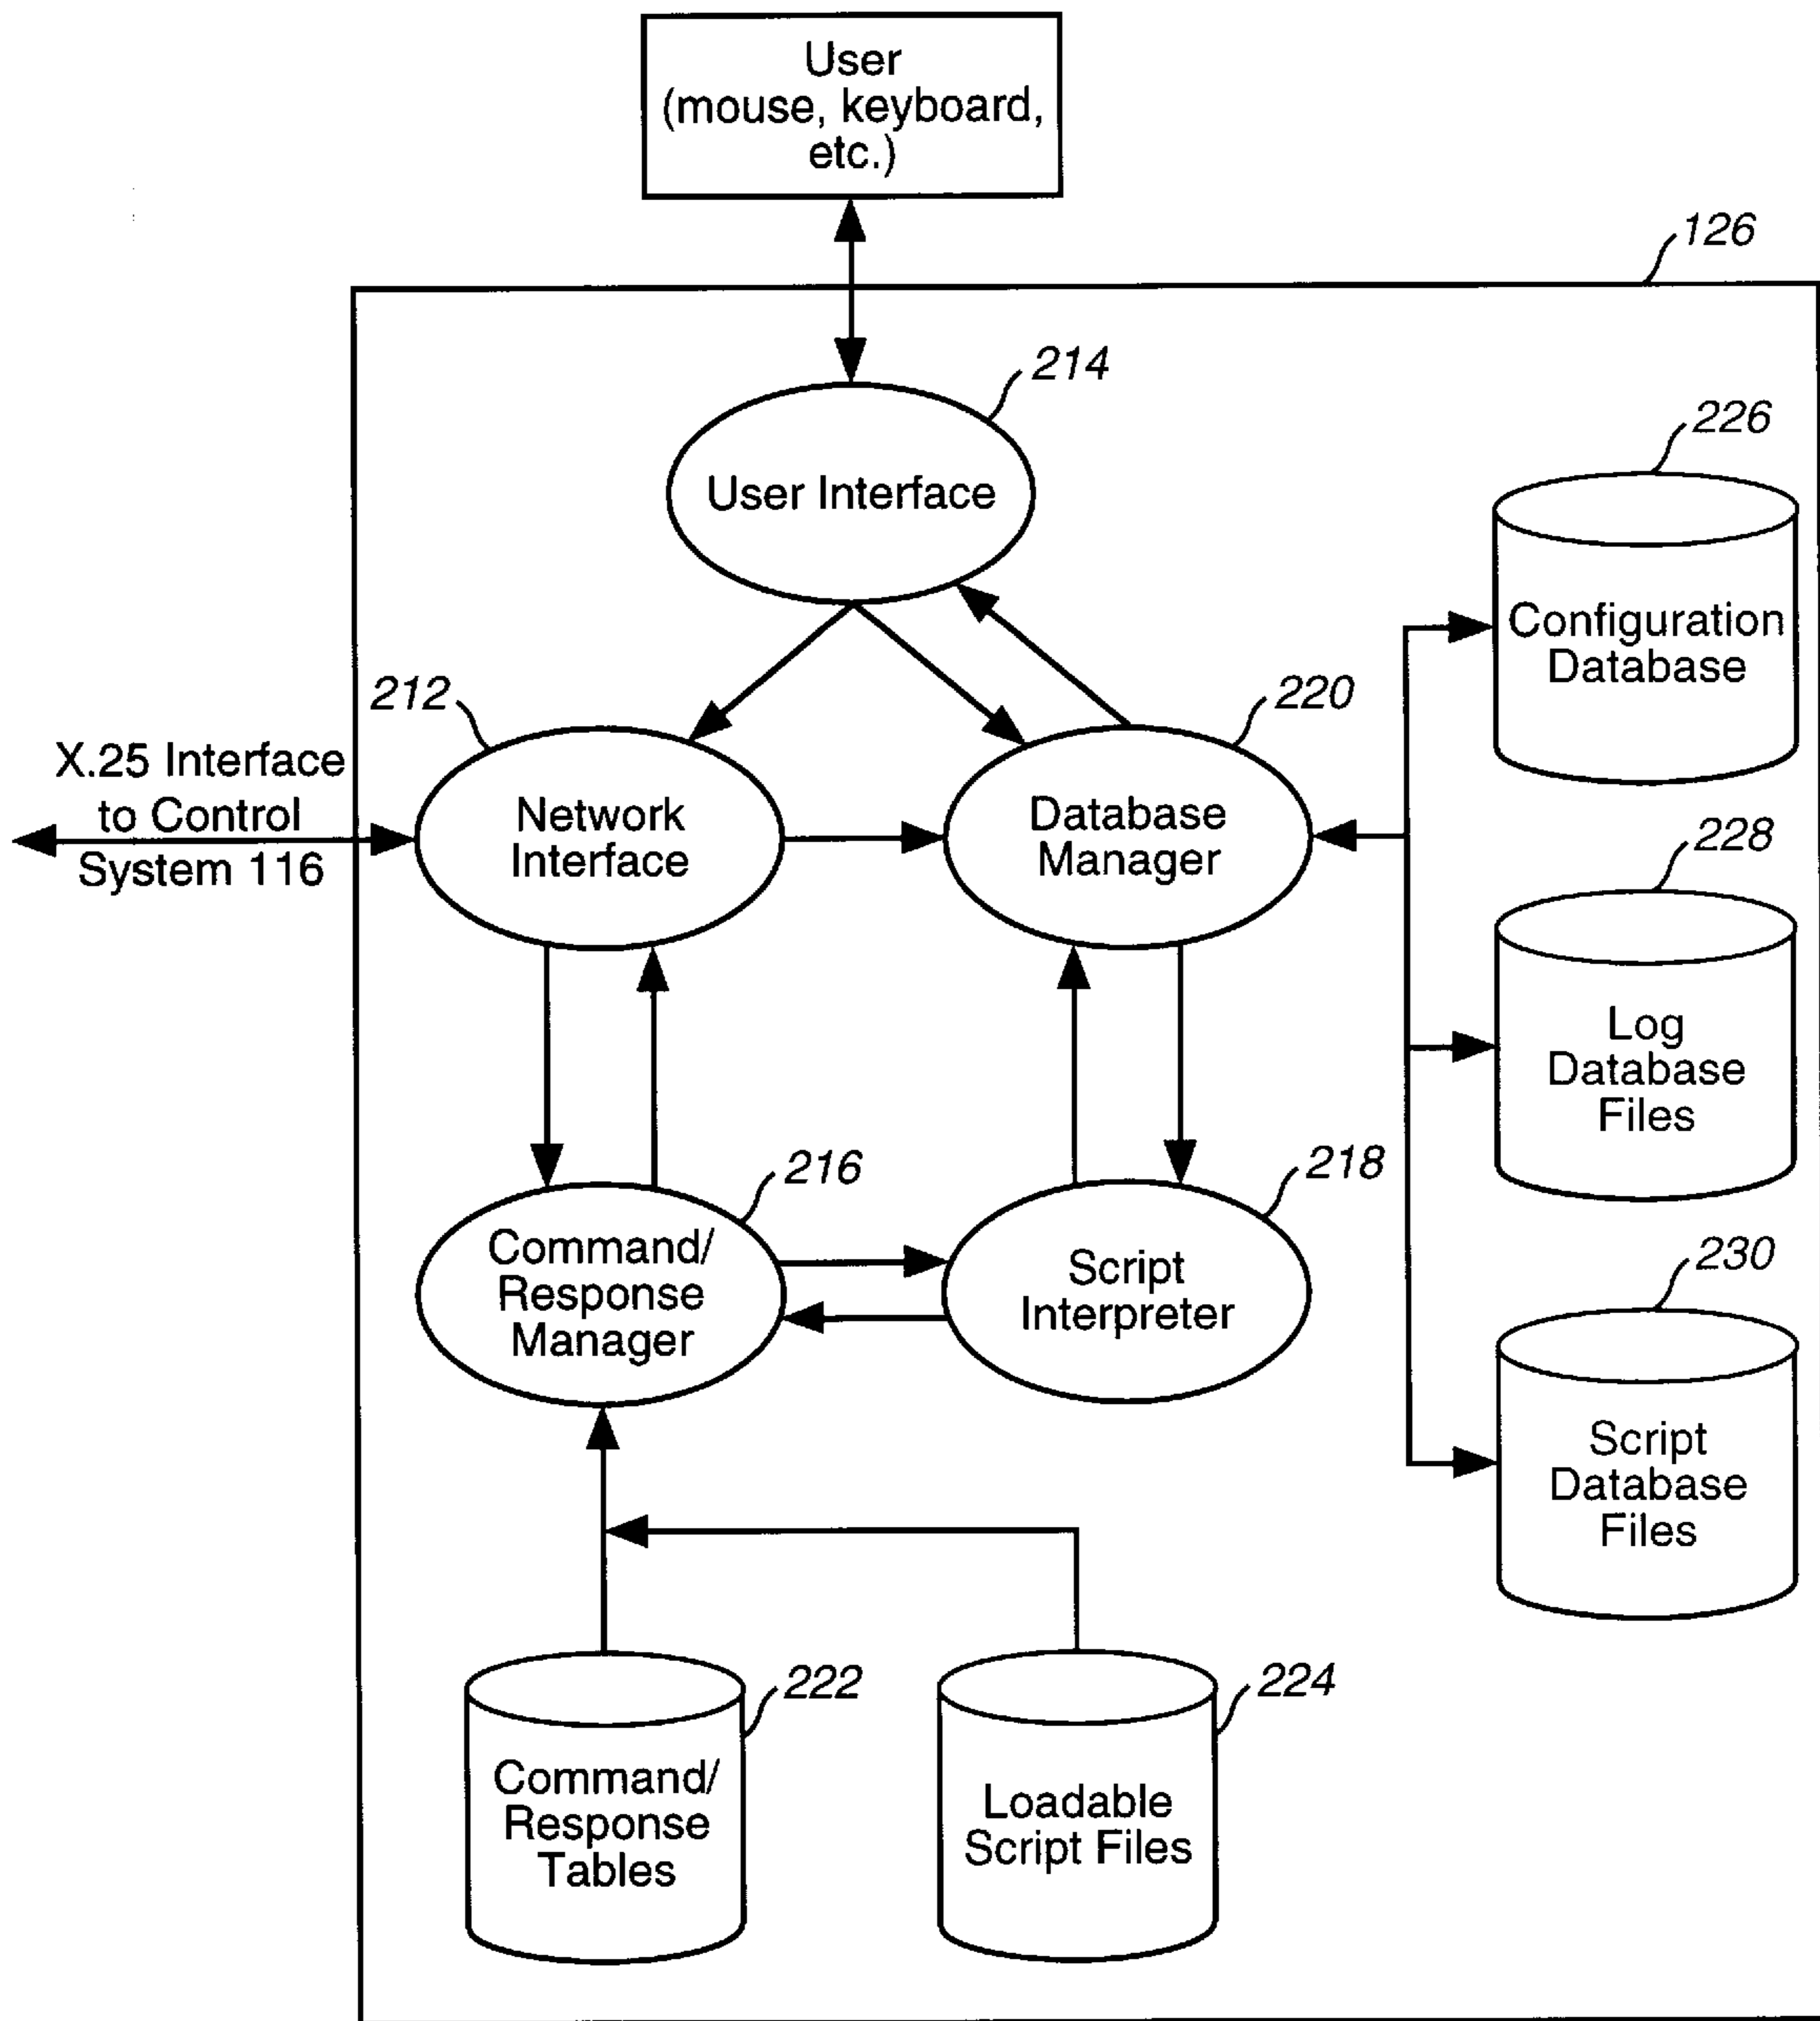 User
(mouse, keyboard,
etc.)
126
214
User Interface
226
Configuration
Database
212
220
X.25 Interface
to Control
System 116
Network
Interface
Database
Manager
228
Log
Database
Files
216
218
Command/
Response
Manager
Script
Interpreter
230
Script
Database
Files
222
224
Command/
Response
Tables
Loadable
Script Files